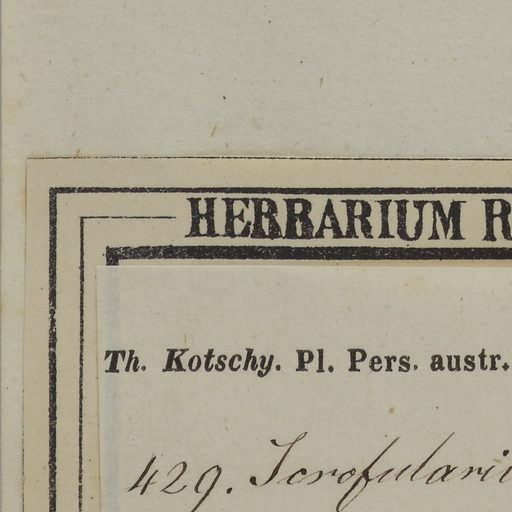 HERBARIUM R
Th. Kotschy. Pl. Pers. austr.
429. Scrofulari